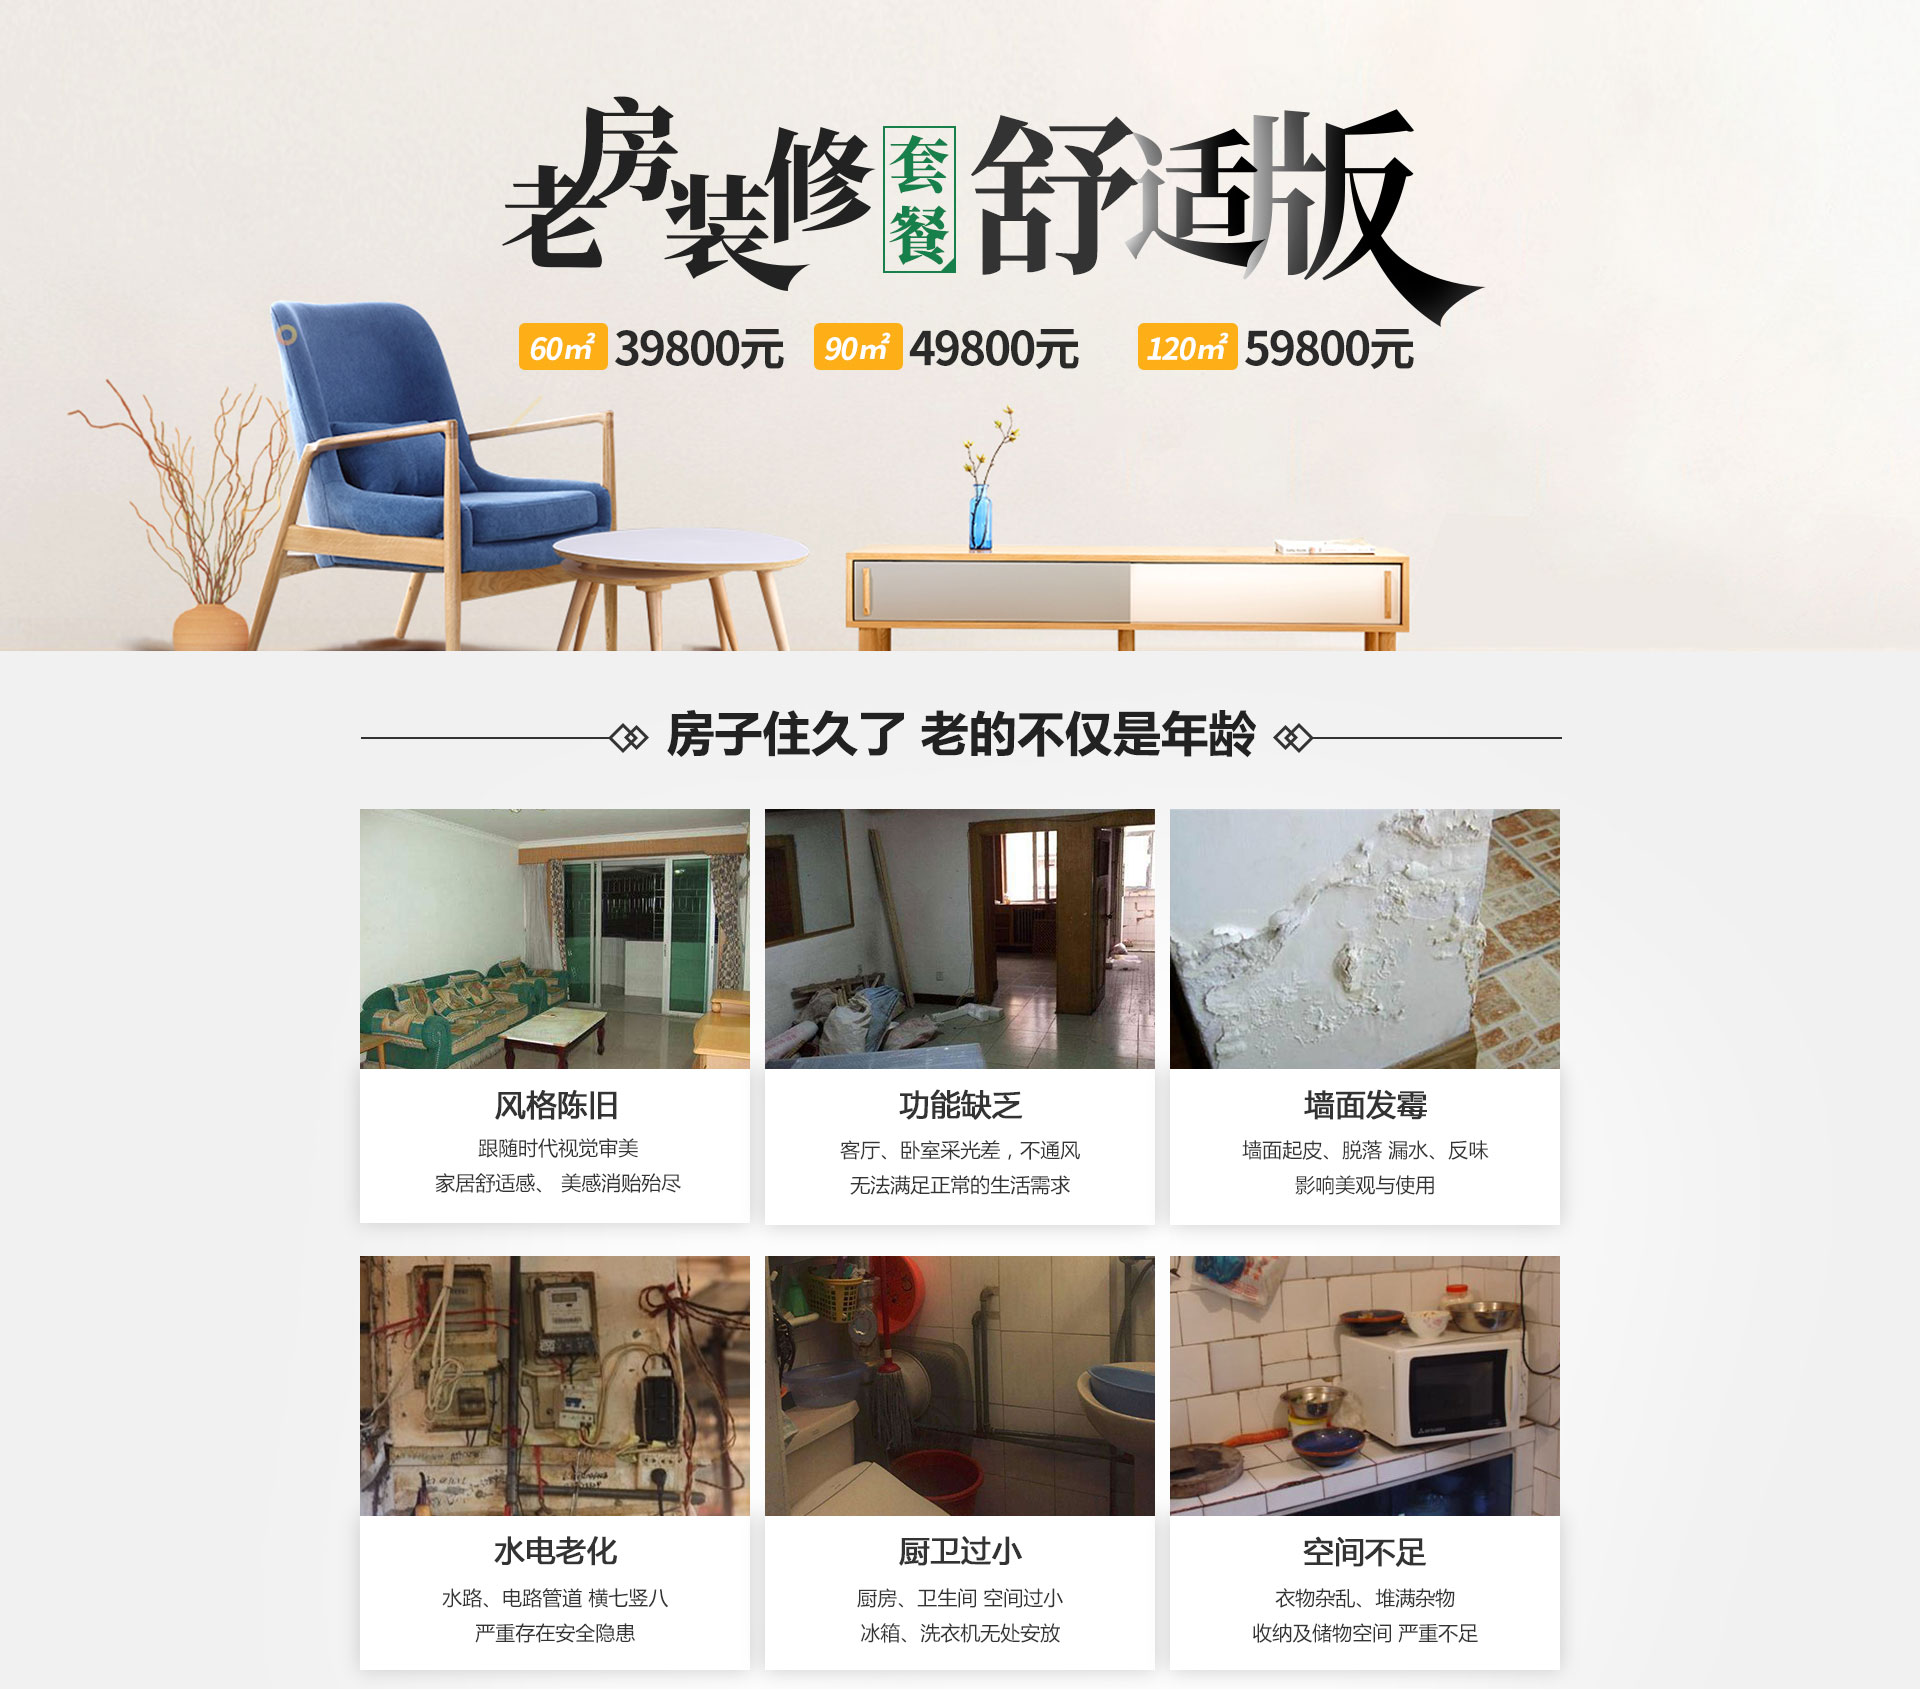 老房装修套餐舒适版
60㎡ 39800元 90㎡ 49800元 120㎡ 59800元
房子住久了 老的不仅是年龄
风格陈旧
跟随时代视觉审美
家居舒适感、 美感消贻殆尽
功能缺乏
客厅、卧室采光差，不通风
无法满足正常的生活需求
墙面发霉
墙面起皮、脱落 漏水、反味
影响美观与使用
水电老化
水路、电路管道 横七竖八
严重存在安全隐患
厨卫过小
厨房、卫生间 空间过小
冰箱、洗衣机无处安放
空间不足
衣物杂乱、堆满杂物
收纳及储物空间 严重不足